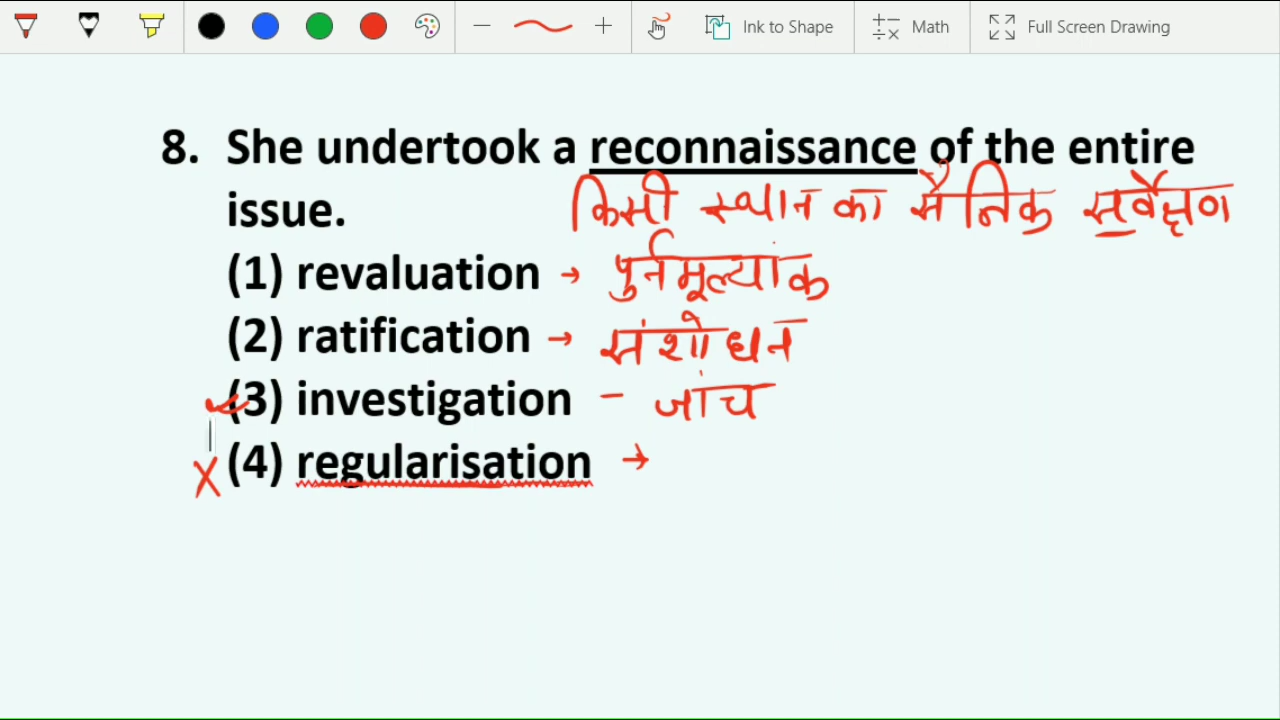 Ink to Shape Math Full Screen Drawing
8. She undertook a reconnaissance of the entire
issue. किसी स्थान का सैनिक सर्वेक्षण
(1) revaluation → पुर्नमूल्यांक
(2) ratification → संशोधन
(3) investigation - जांच
(4) regularisation →